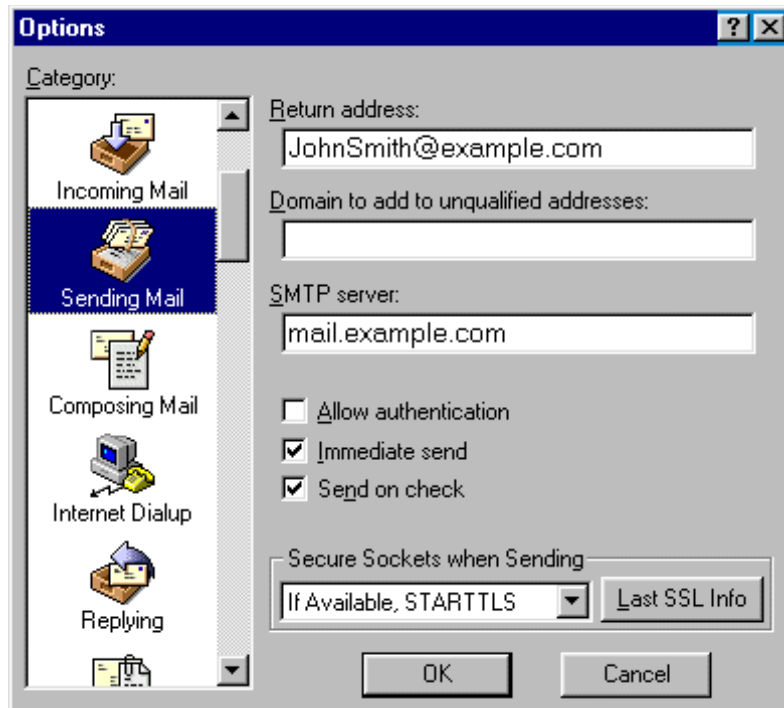 Options
Category:
Incoming Mail
Sending Mail
Composing Mail
Internet Dialup
Replying
Return address:
JohnSmith@example.com
Domain to add to unqualified addresses:
SMTP server:
mail.example.com
Allow authentication
Immediate send
Send on check
Secure Sockets when Sending
If Available, STARTTLS
Last SSL Info
OK
Cancel